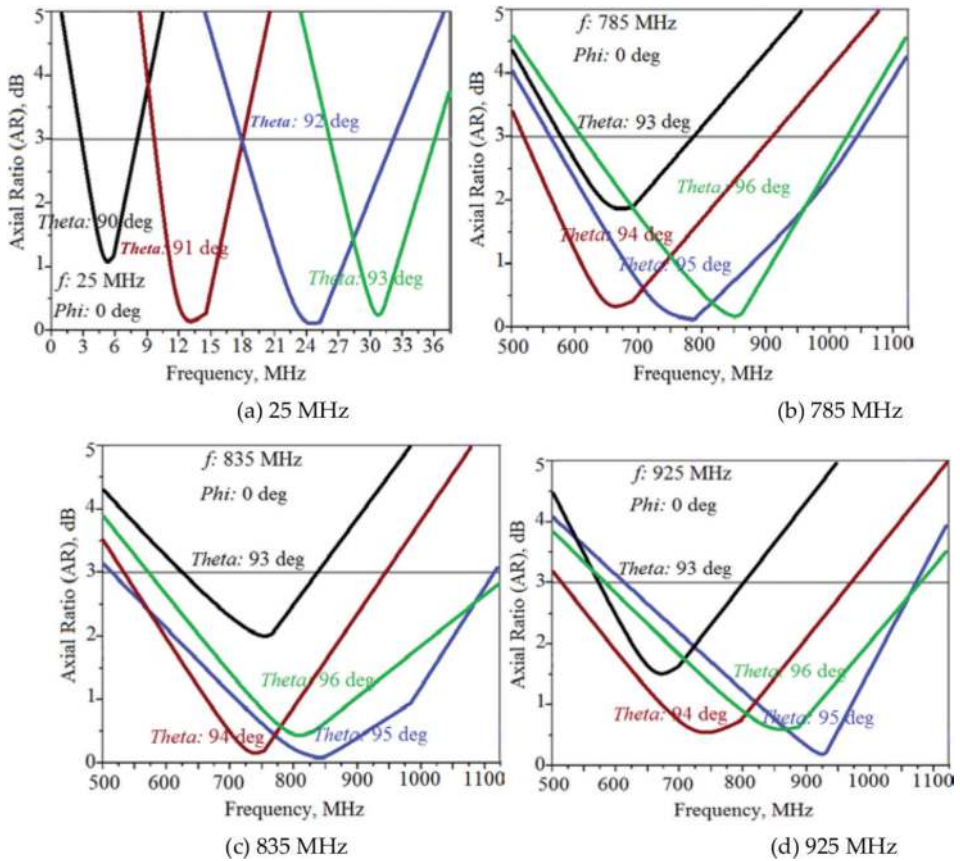 5
4
3
2
1
0
Axial Ratio (AR), dB
Theta: 92 deg
Theta: 90 deg
Theta: 91 deg
Theta: 93 deg
f: 25 MHz
Phi: 0 deg
0 3 6 9 12 15 18 21 24 27 30 33 36
Frequency, MHz
(a) 25 MHz
5
4
3
2
1
0
Axial Ratio (AR), dB
f: 785 MHz
Phi: 0 deg
Theta: 93 deg
Theta: 96 deg
Theta: 94 deg
Theta: 95 deg
500 600 700 800 900 1000 1100
Frequency, MHz
(b) 785 MHz
5
4
3
2
1
0
Axial Ratio (AR), dB
f: 835 MHz
Phi: 0 deg
Theta: 93 deg
Theta: 96 deg
Theta: 94 deg
Theta: 95 deg
500 600 700 800 900 1000 1100
Frequency, MHz
(c) 835 MHz
5
4
3
2
1
0
Axial Ratio (AR), dB
f: 925 MHz
Phi: 0 deg
Theta: 93 deg
Theta: 96 deg
Theta: 94 deg
Theta: 95 deg
500 600 700 800 900 1000 1100
Frequency, MHz
(d) 925 MHz